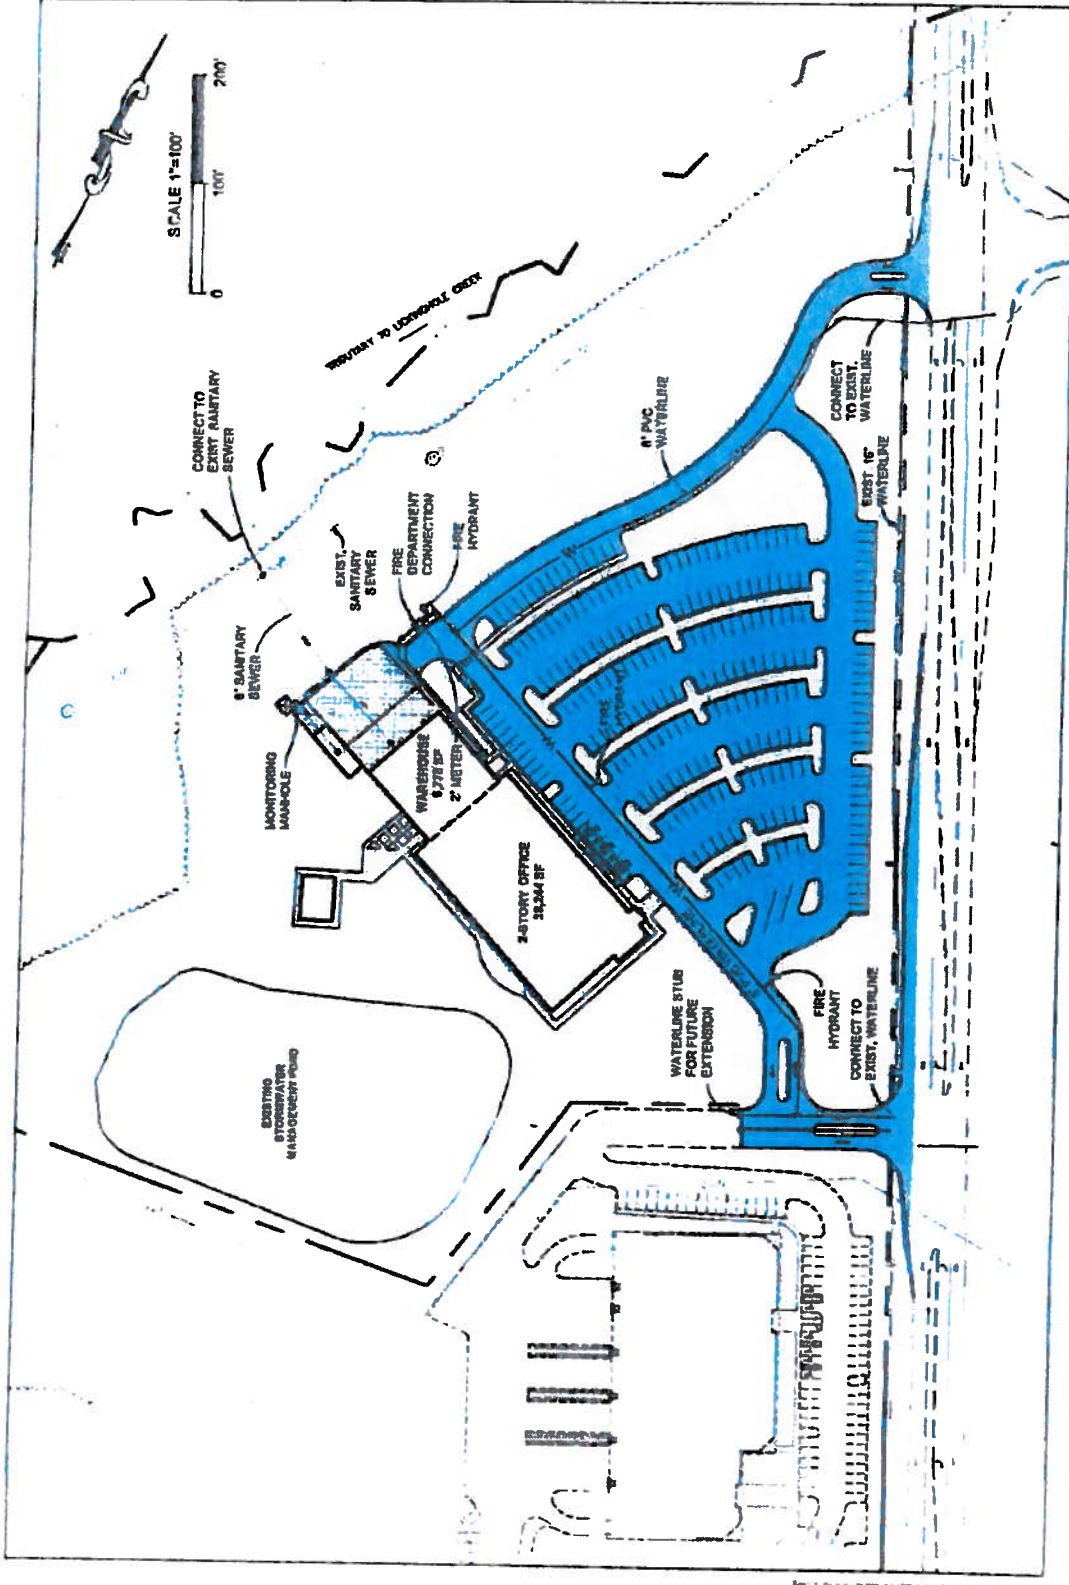 SCALE 1"=100'
0 100' 200'
TRIBUTARY TO LICKINGHOLE CREEK
CONNECT TO
EXIST SANITARY
SEWER
EXIST.
SANITARY
SEWER
FIRE
DEPARTMENT
CONNECTION
FIRE
HYDRANT
8" PVC
WATERLINE
CONNECT
TO EXIST.
WATERLINE
EXIST 16"
WATERLINE
6" SANITARY
SEWER
MONITORING
MANHOLE
WAREHOUSE
2" METER
FIRE
HYDRANT
2-STORY OFFICE
WATERLINE STUB
FOR FUTURE
EXTENSION
FIRE
HYDRANT
CONNECT TO
EXIST, WATERLINE
EXISTING
STORMWATER
MANAGEMENT POND